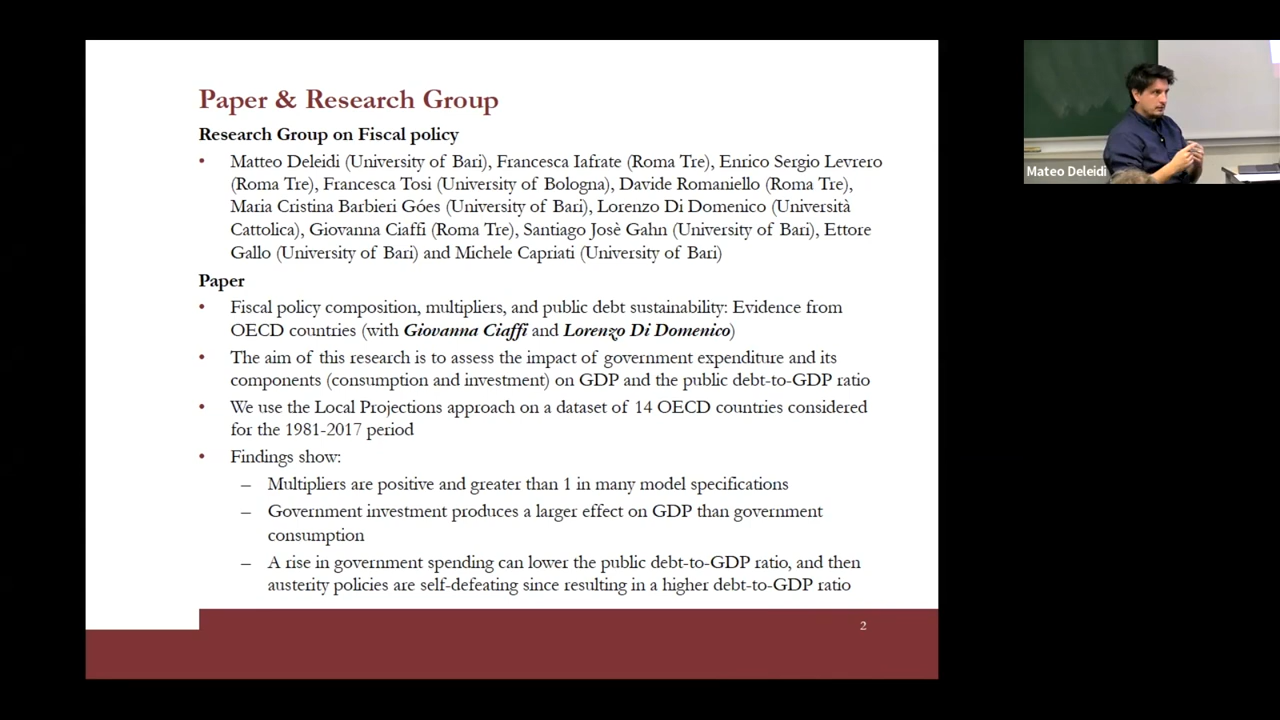 Paper & Research Group
Research Group on Fiscal policy
• Matteo Deleidi (University of Bari), Francesca Iafrate (Roma Tre), Enrico Sergio Levrero
(Roma Tre), Francesca Tosi (University of Bologna), Davide Romaniello (Roma Tre),
Maria Cristina Barbieri Góes (University of Bari), Lorenzo Di Domenico (Università
Cattolica), Giovanna Ciaffi (Roma Tre), Santiago Josè Gahn (University of Bari), Ettore
Gallo (University of Bari) and Michele Capriati (University of Bari)
Paper
• Fiscal policy composition, multipliers, and public debt sustainability: Evidence from
OECD countries (with Giovanna Ciaffi and Lorenzo Di Domenico)
• The aim of this research is to assess the impact of government expenditure and its
components (consumption and investment) on GDP and the public debt-to-GDP ratio
• We use the Local Projections approach on a dataset of 14 OECD countries considered
for the 1981-2017 period
• Findings show:
– Multipliers are positive and greater than 1 in many model specifications
– Government investment produces a larger effect on GDP than government
consumption
– A rise in government spending can lower the public debt-to-GDP ratio, and then
austerity policies are self-defeating since resulting in a higher debt-to-GDP ratio
2
Mateo Deleidi